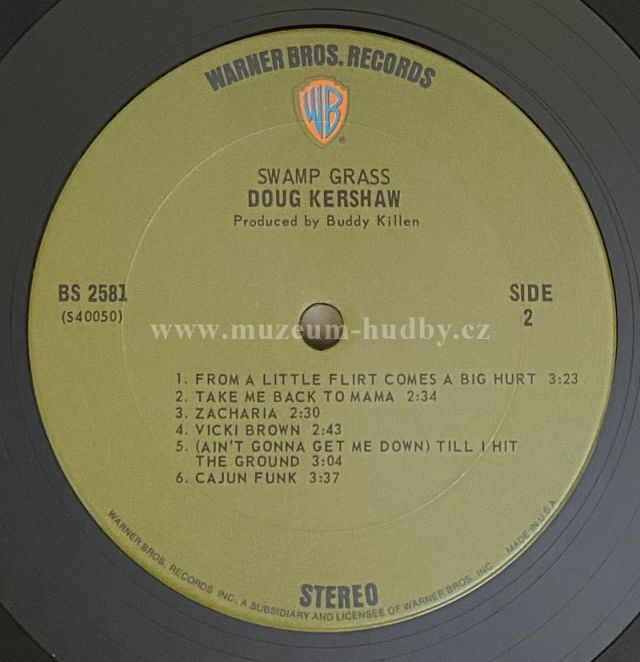 WARNER BROS. RECORDS
WB
®
SWAMP GRASS
DOUG KERSHAW
Produced by Buddy Killen
BS 2581
(S40050)
SIDE
2
www.muzeum-hudby.cz
1. FROM A LITTLE FLIRT COMES A BIG HURT 3:23
2. TAKE ME BACK TO MAMA 2:34
3. ZACHARIA 2:30
4. VICKI BROWN 2:43
5. (AIN'T GONNA GET ME DOWN) TILL I HIT
THE GROUND 3:04
6. CAJUN FUNK 3:37
STEREO
WARNER BROS. RECORDS INC., A SUBSIDIARY AND LICENSEE OF WARNER BROS. INC. MADE IN U.S.A.